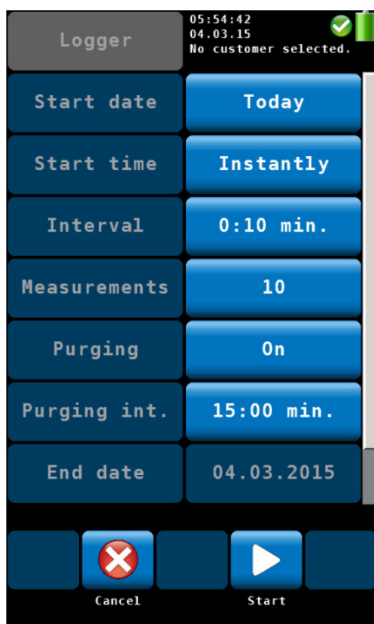 Logger
05:54:42
04.03.15
No customer selected.
Start date Today
Start time Instantly
Interval 0:10 min.
Measurements 10
Purging On
Purging int. 15:00 min.
End date 04.03.2015
Cancel Start